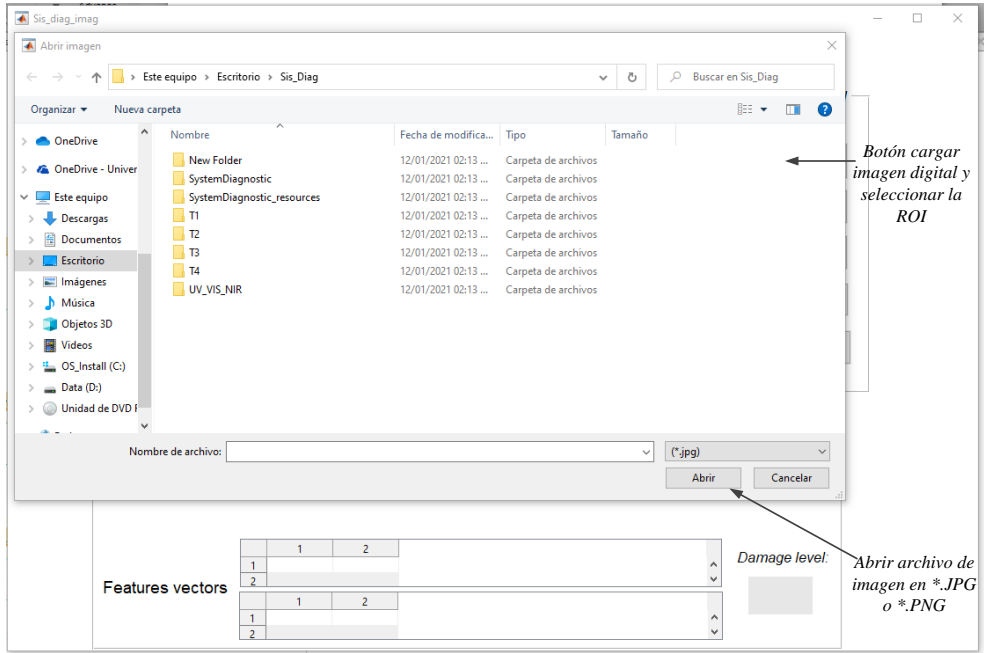 Sis_diag_imag
Abrir imagen
Este equipo > Escritorio > Sis_Diag
Buscar en Sis_Diag
Organizar
Nueva carpeta
OneDrive
OneDrive - Univer
Este equipo
Descargas
Documentos
Escritorio
Imágenes
Música
Objetos 3D
Videos
OS_Install (C:)
Data (D:)
Unidad de DVD F
Nombre Fecha de modifica... Tipo Tamaño
New Folder 12/01/2021 02:13 ... Carpeta de archivos
SystemDiagnostic 12/01/2021 02:13 ... Carpeta de archivos
SystemDiagnostic_resources 12/01/2021 02:13 ... Carpeta de archivos
T1 12/01/2021 02:13 ... Carpeta de archivos
T2 12/01/2021 02:13 ... Carpeta de archivos
T3 12/01/2021 02:13 ... Carpeta de archivos
T4 12/01/2021 02:13 ... Carpeta de archivos
UV_VIS_NIR 12/01/2021 02:13 ... Carpeta de archivos
Botón cargar
imagen digital y
seleccionar la
ROI
Nombre de archivo:
(*.jpg)
Abrir
Cancelar
Abrir archivo de
imagen en *.JPG
o *.PNG
Features vectors
1 2
1
2
1 2
1
2
Damage level: